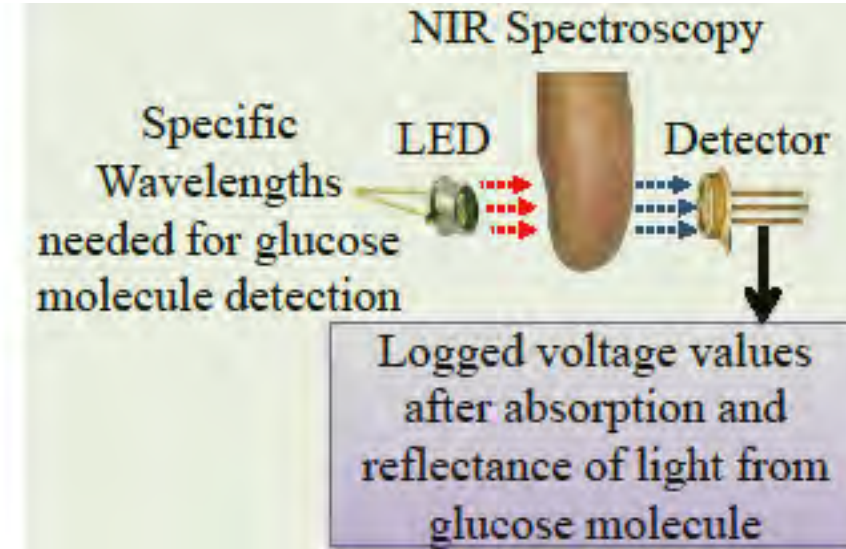 NIR Spectroscopy
Specific
Wavelengths
needed for glucose
molecule detection
LED
Detector
Logged voltage values
after absorption and
reflectance of light from
glucose molecule